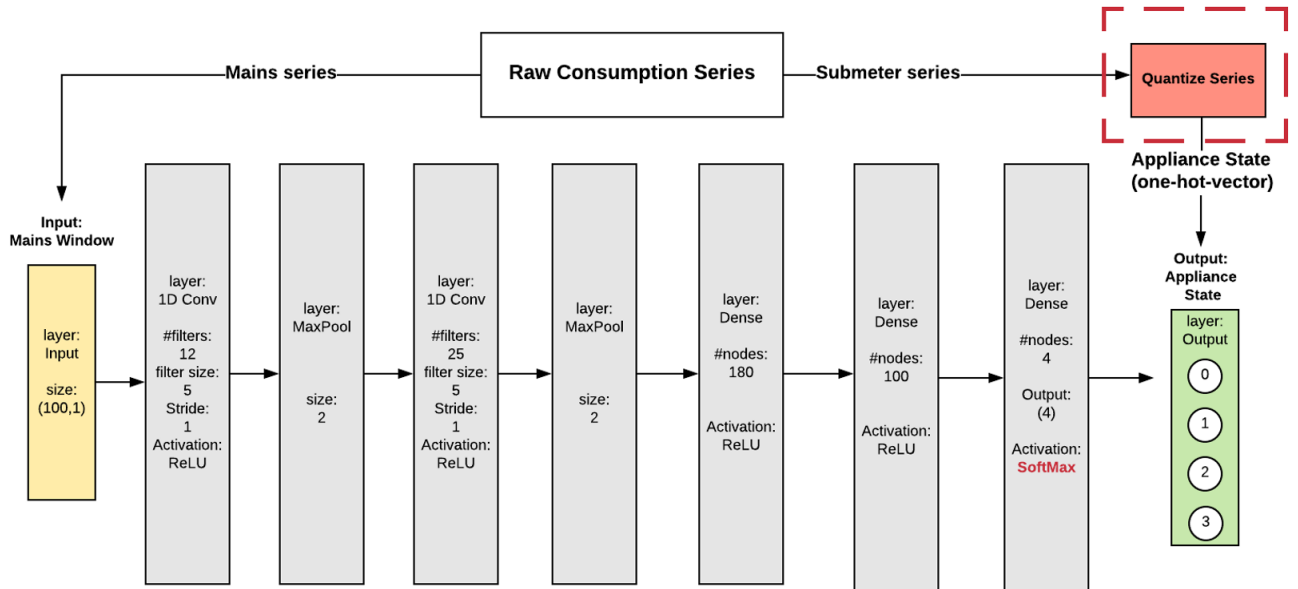 Raw Consumption Series
Mains series
Submeter series
Quantize Series
Appliance State
(one-hot-vector)
Input:
Mains Window
layer:
Input
size:
(100,1)
layer:
1D Conv
#filters:
12
filter size:
5
Stride:
1
Activation:
ReLU
layer:
MaxPool
size:
2
layer:
1D Conv
#filters:
25
filter size:
5
Stride:
1
Activation:
ReLU
layer:
MaxPool
size:
2
layer:
Dense
#nodes:
180
Activation:
ReLU
layer:
Dense
#nodes:
100
Activation:
ReLU
layer:
Dense
#nodes:
4
Output:
(4)
Activation:
SoftMax
Output:
Appliance
State
layer:
Output
0
1
2
3